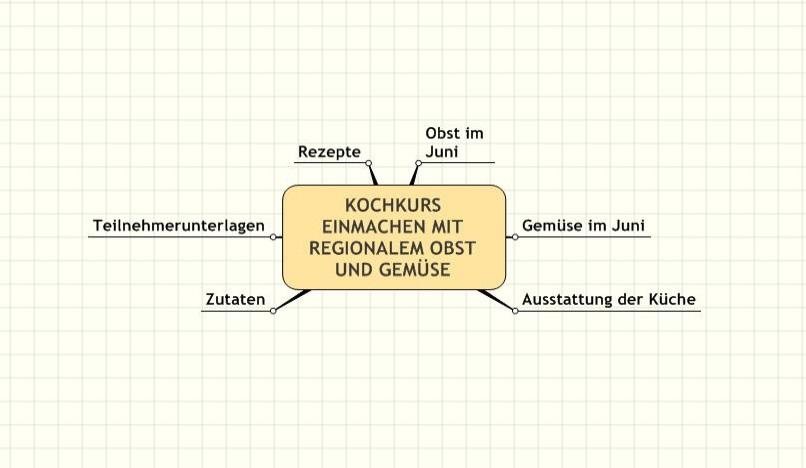 Obst im
Juni
Rezepte
KOCHKURS
EINMACHEN MIT
REGIONALEM OBST
UND GEMÜSE
Teilnehmerunterlagen
Gemüse im Juni
Zutaten
Ausstattung der Küche